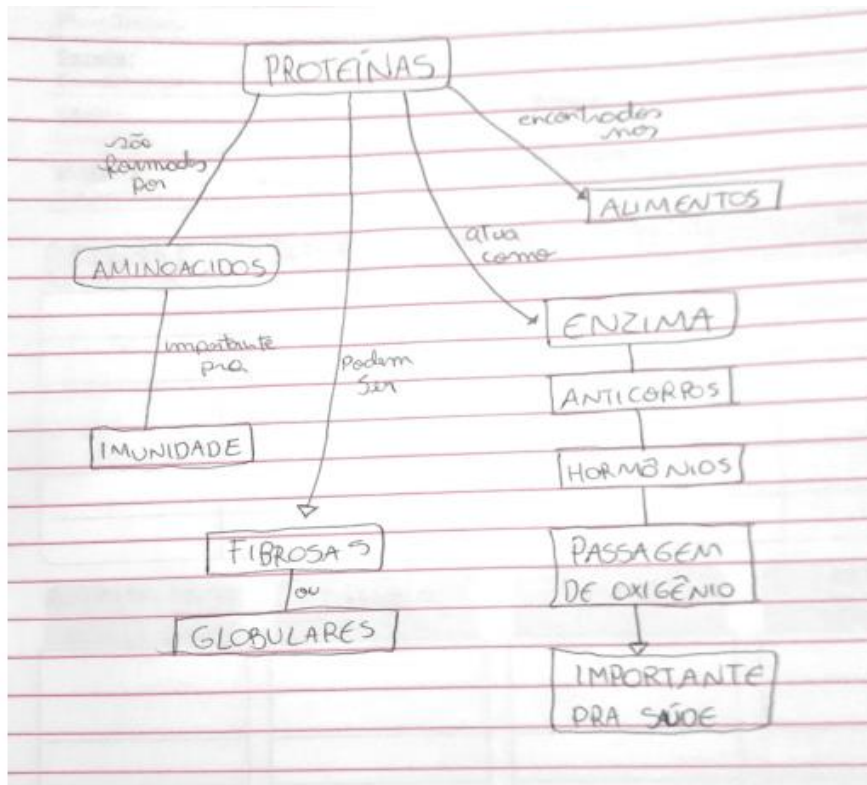 PROTEÍNAS
são
formados
por
encontrados
nos
ALIMENTOS
atua
como
AMINOACIDOS
ENZIMA
importante
pra
Podem
Ser
ANTICORPOS
IMUNIDADE
HORMÔNIOS
FIBROSAS
ou
GLOBULARES
PASSAGEM
DE OXIGÊNIO
IMPORTANTE
PRA SAÚDE